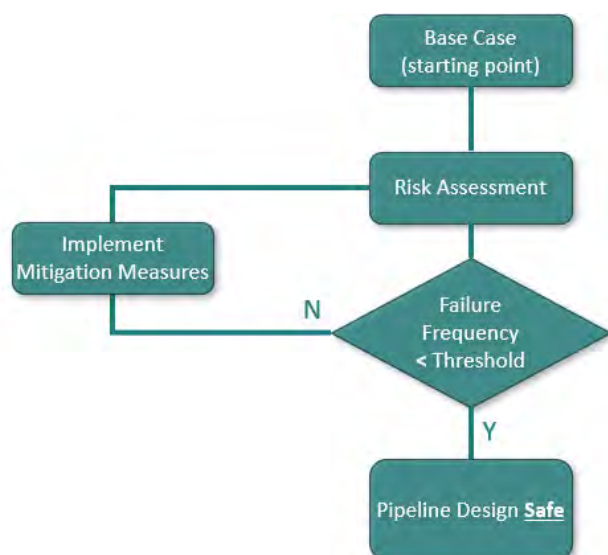 Base Case
(starting point)
Risk Assessment
Implement
Mitigation Measures
N
Failure
Frequency
< Threshold
Y
Pipeline Design Safe